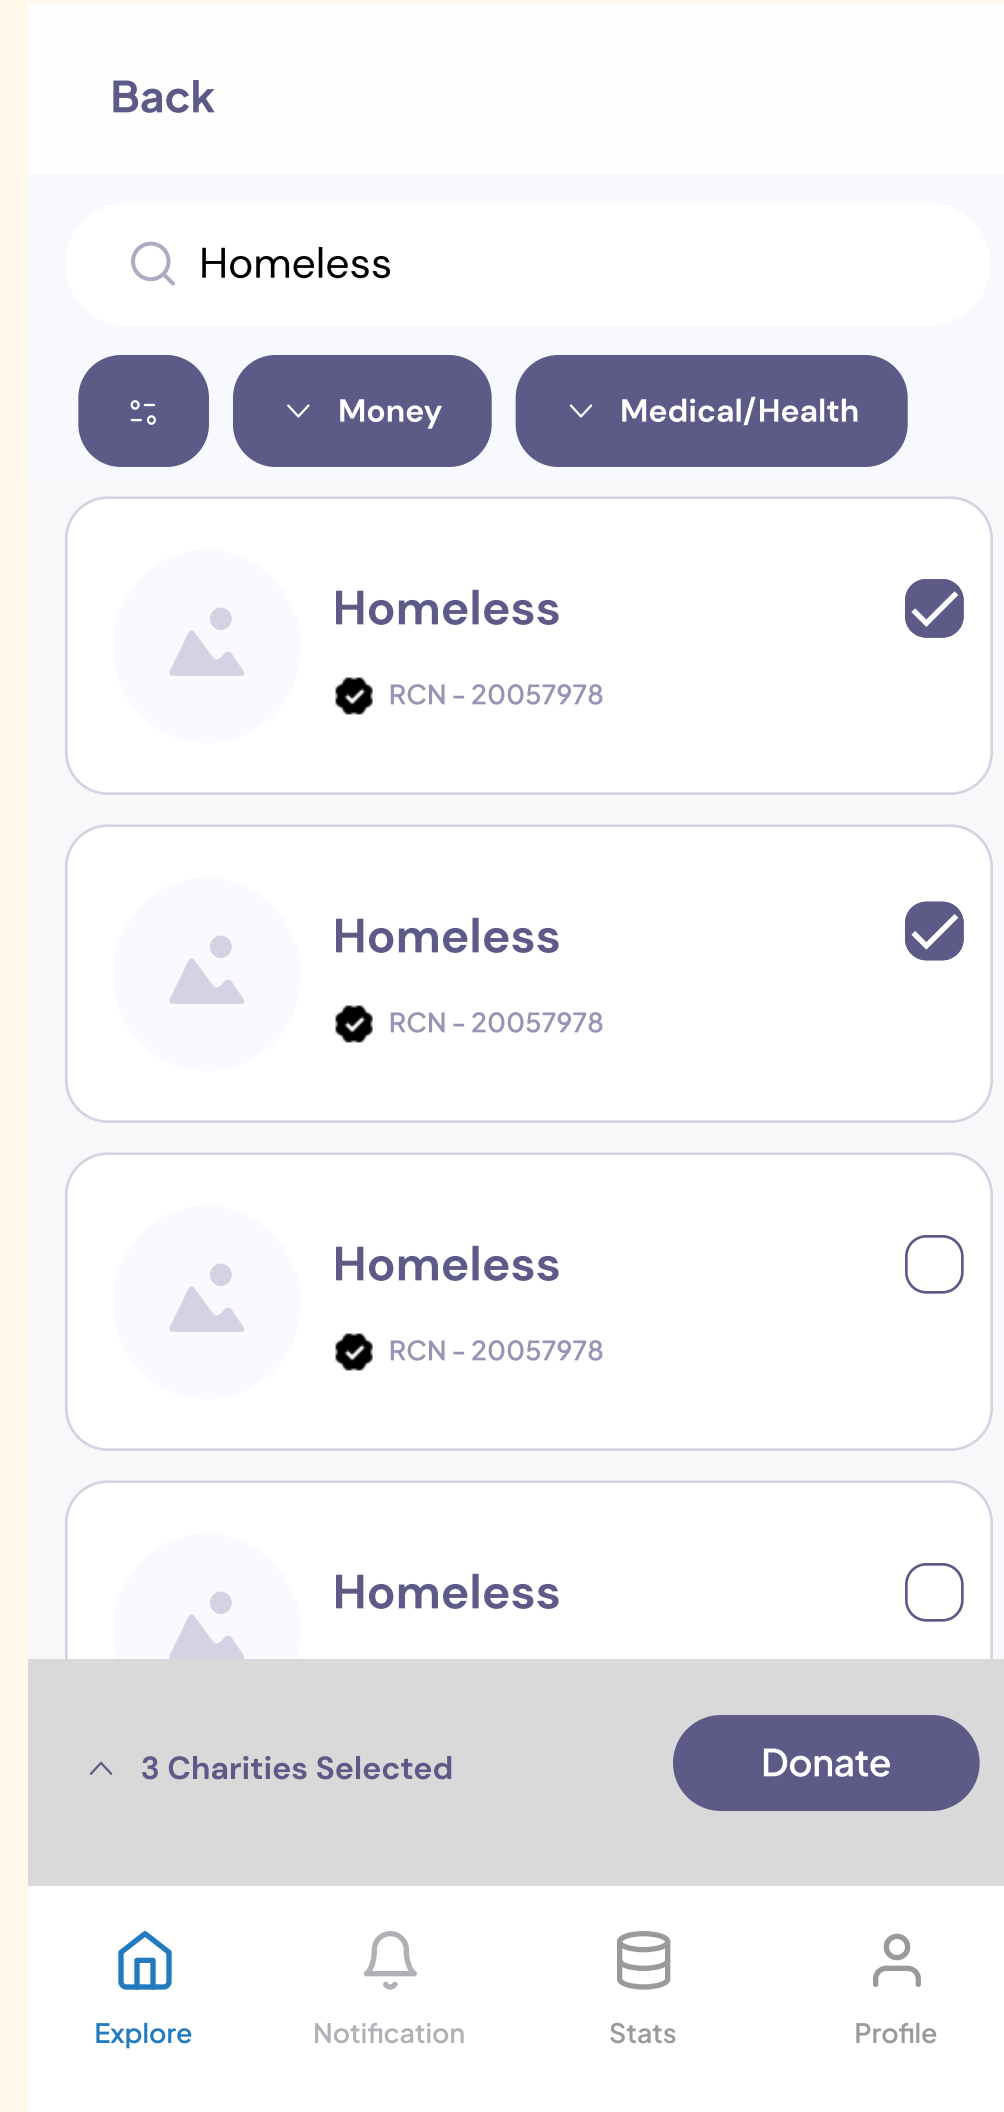 Back
Homeless
Money
Medical/Health
Homeless
RCN - 20057978
Homeless
RCN - 20057978
Homeless
RCN - 20057978
Homeless
3 Charities Selected
Donate
Explore
Notification
Stats
Profile